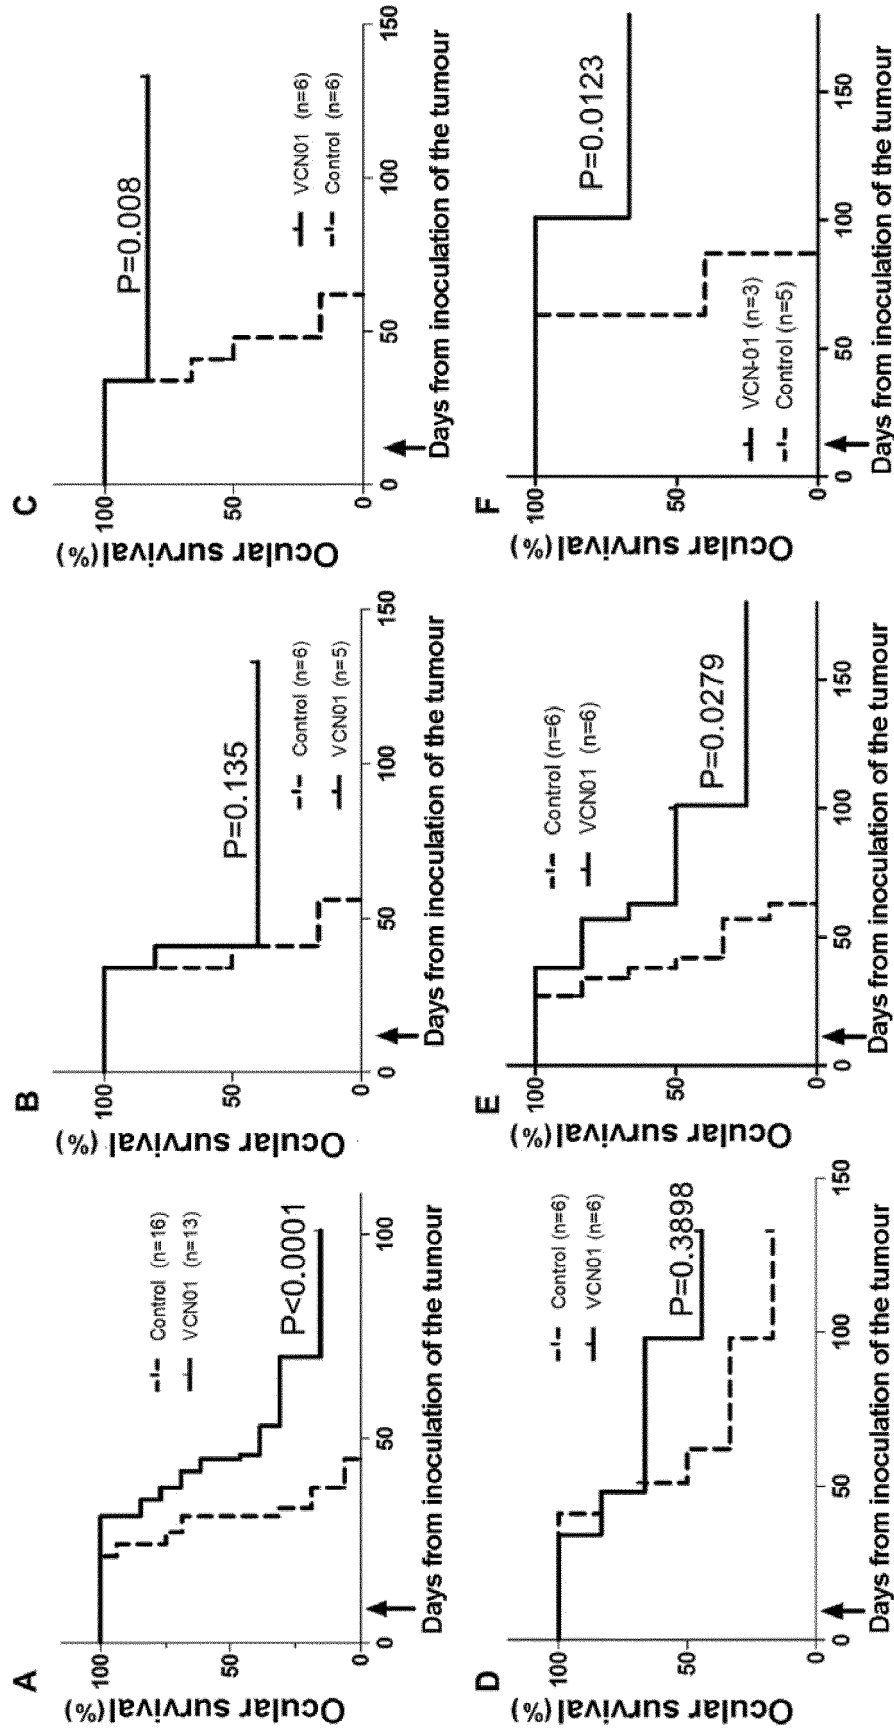 A
Ocular survival (%)
100
50
0
0
50
100
Control (n=16)
VCN01 (n=13)
P<0.0001
Days from inoculation of the tumour
B
Ocular survival (%)
100
50
0
0
50
100
150
P=0.135
Control (n=6)
VCN01 (n=5)
Days from inoculation of the tumour
C
Ocular survival (%)
100
50
0
0
50
100
150
P=0.008
VCN01 (n=6)
Control (n=6)
Days from inoculation of the tumour
D
Ocular survival (%)
100
50
0
0
50
100
150
Control (n=6)
VCN01 (n=6)
P=0.3898
Days from inoculation of the tumour
E
Ocular survival (%)
100
50
0
0
50
100
150
Control (n=6)
VCN01 (n=6)
P=0.0279
Days from inoculation of the tumour
F
Ocular survival (%)
100
50
0
0
50
100
150
P=0.0123
VCN-01 (n=3)
Control (n=5)
Days from inoculation of the tumour